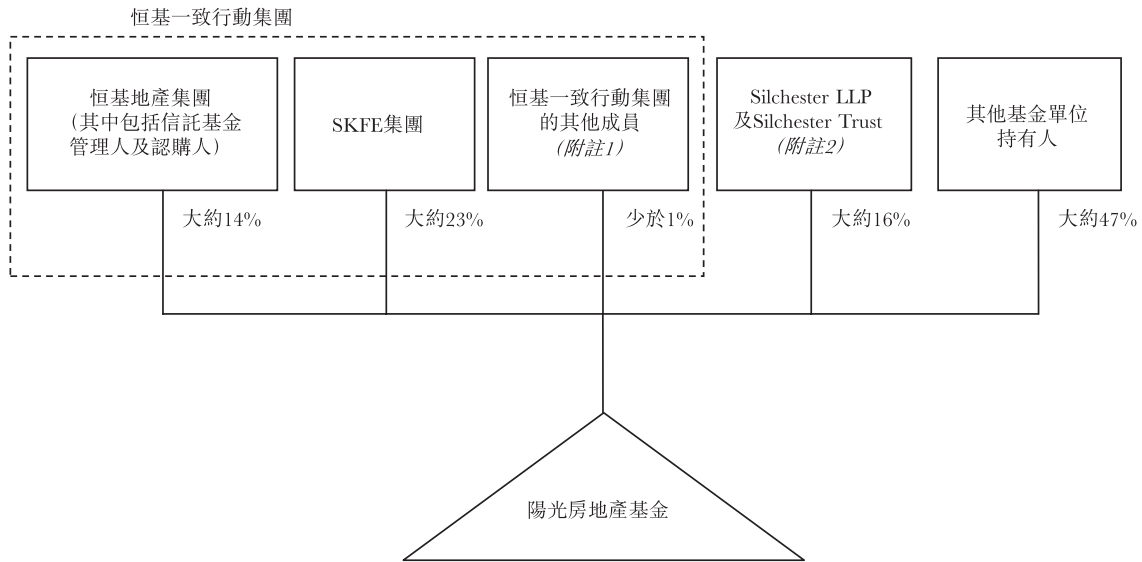 恒基一致行動集團
恒基地產集團
（其中包括信託基金
管理人及認購人）
大約14%
SKFE集團
大約23%
恒基一致行動集團
的其他成員
（附註1）
少於1%
Silchester LLP
及Silchester Trust
（附註2）
大約16%
其他基金單位
持有人
大約47%
陽光房地產基金